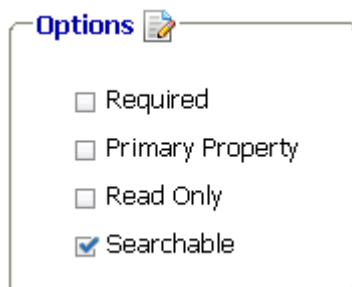 Options
Required
Primary Property
Read Only
Searchable